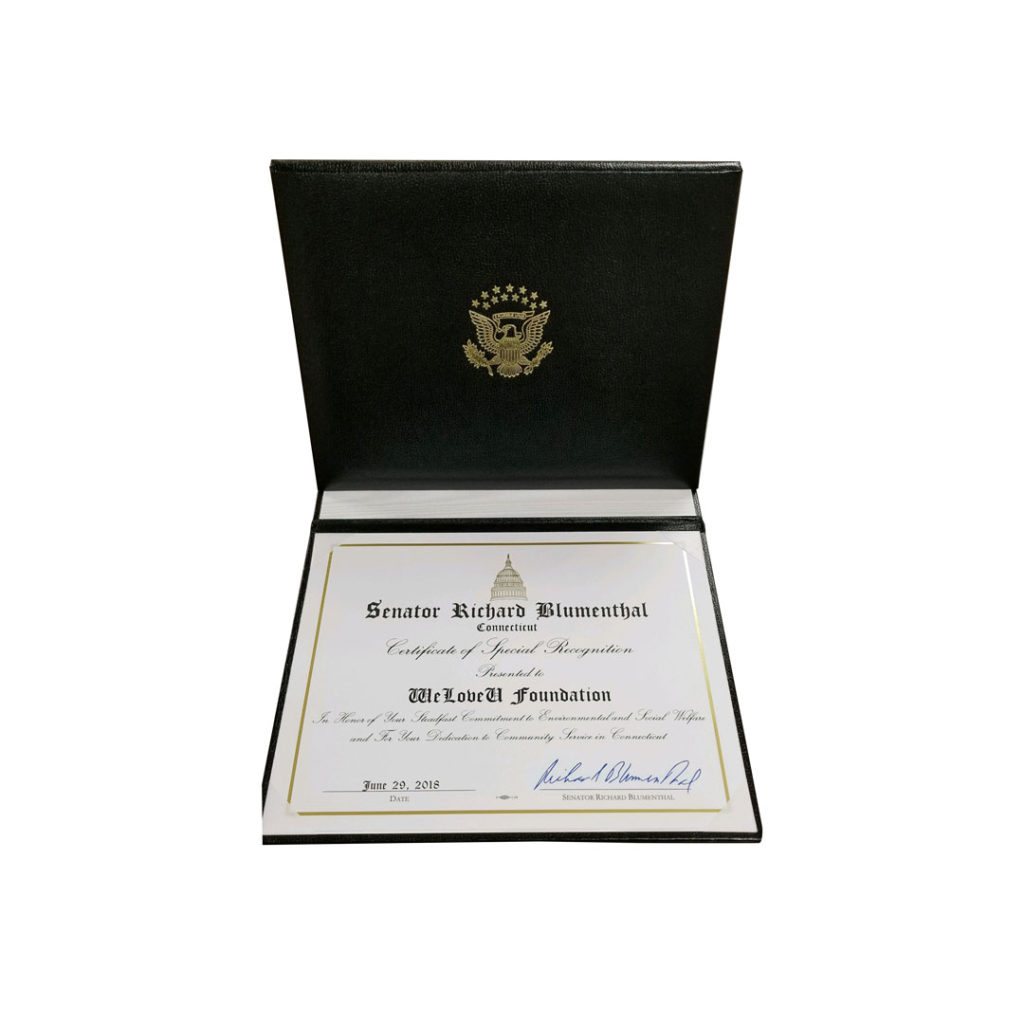 Senator Richard Blumenthal
Connecticut
Certificate of Special Recognition
Presented to
WeLoveU Foundation
In Honor of Your Steadfast Commitment to Environmental and Social Welfare
and For Your Dedication to Community Service in Connecticut
June 29, 2018
Richard Blumenthal
DATE
SENATOR RICHARD BLUMENTHAL